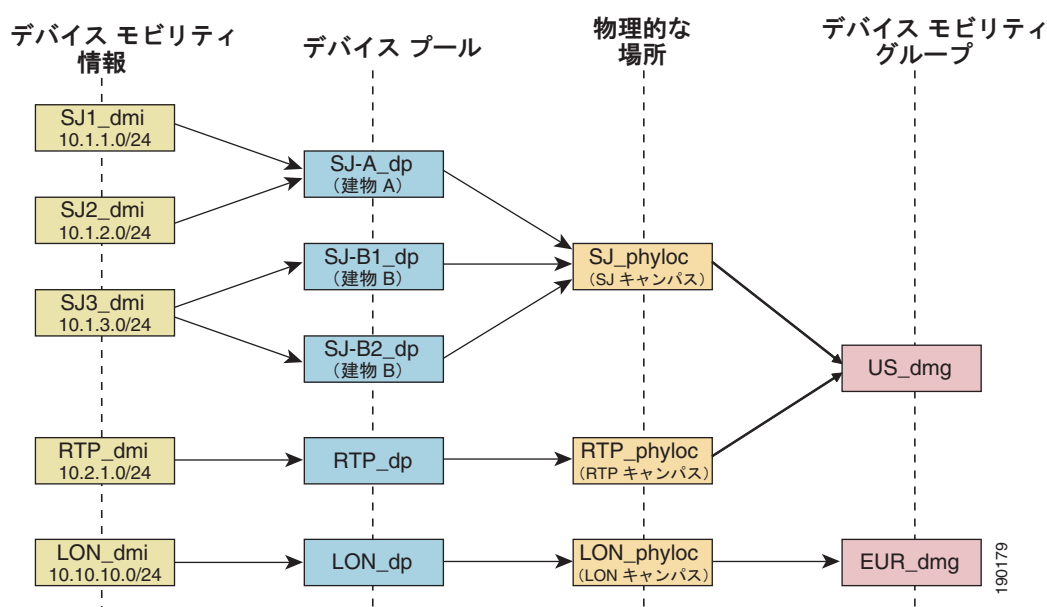 デバイス モビリティ
情報
デバイス プール
物理的な
場所
デバイス モビリティ
グループ
SJ1_dmi
10.1.1.0/24
SJ2_dmi
10.1.2.0/24
SJ3_dmi
10.1.3.0/24
RTP_dmi
10.2.1.0/24
LON_dmi
10.10.10.0/24
SJ-A_dp
（建物 A）
SJ-B1_dp
（建物 B）
SJ-B2_dp
（建物 B）
RTP_dp
LON_dp
SJ_phyloc
（SJ キャンパス）
RTP_phyloc
（RTP キャンパス）
LON_phyloc
（LON キャンパス）
US_dmg
EUR_dmg
190179